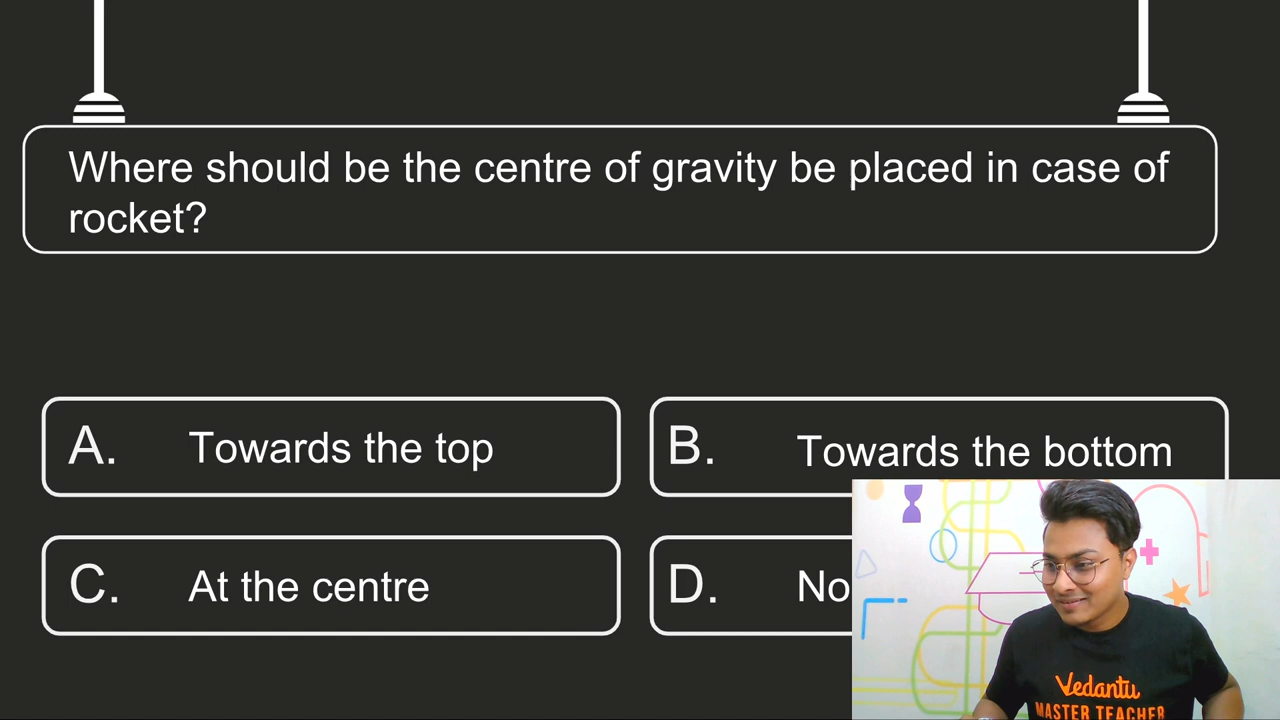 Where should be the centre of gravity be placed in case of
rocket?
A. Towards the top
B. Towards the bottom
C. At the centre
D.
Vedantu
MASTER TEACHER